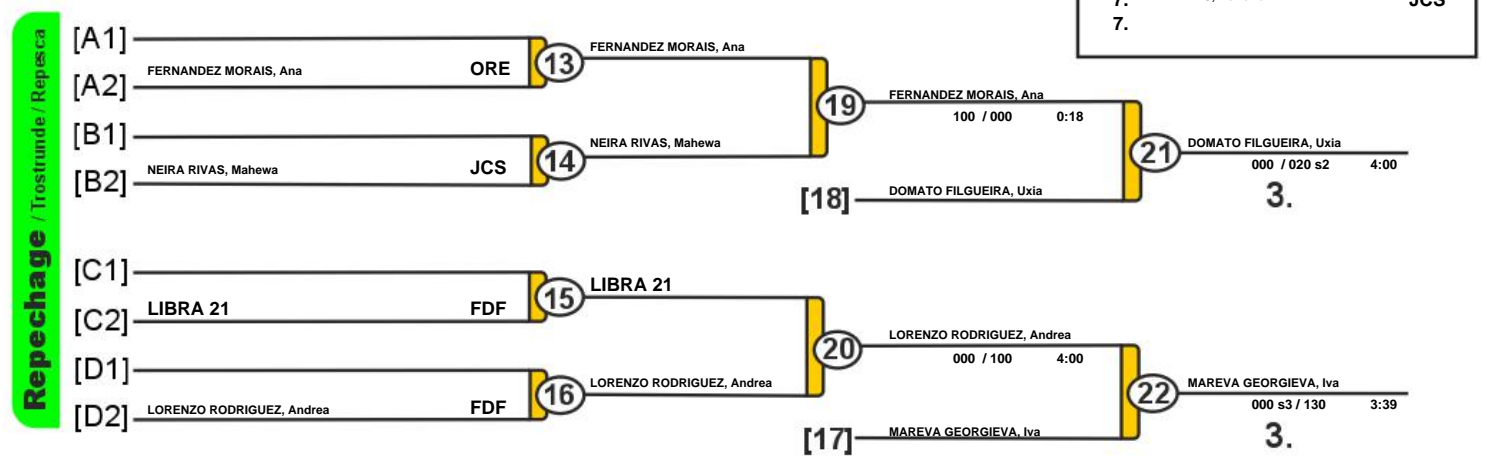 7. JCS
7.
Repechage / Trostrunde / Repesca
[A1]
FERNANDEZ MORAIS, Ana ORE
[A2]
13
FERNANDEZ MORAIS, Ana
[B1]
NEIRA RIVAS, Mahewa JCS
[B2]
14
NEIRA RIVAS, Mahewa
19
FERNANDEZ MORAIS, Ana
100 / 000 0:18
[18]
DOMATO FILGUEIRA, Uxia
21
DOMATO FILGUEIRA, Uxia
000 / 020 s2 4:00
3.
[C1]
LIBRA 21 FDF
[C2]
15
LIBRA 21
[D1]
LORENZO RODRIGUEZ, Andrea FDF
[D2]
16
LORENZO RODRIGUEZ, Andrea
20
LORENZO RODRIGUEZ, Andrea
000 / 100 4:00
[17]
MAREVA GEORGIEVA, Iva
22
MAREVA GEORGIEVA, Iva
000 s3 / 130 3:39
3.